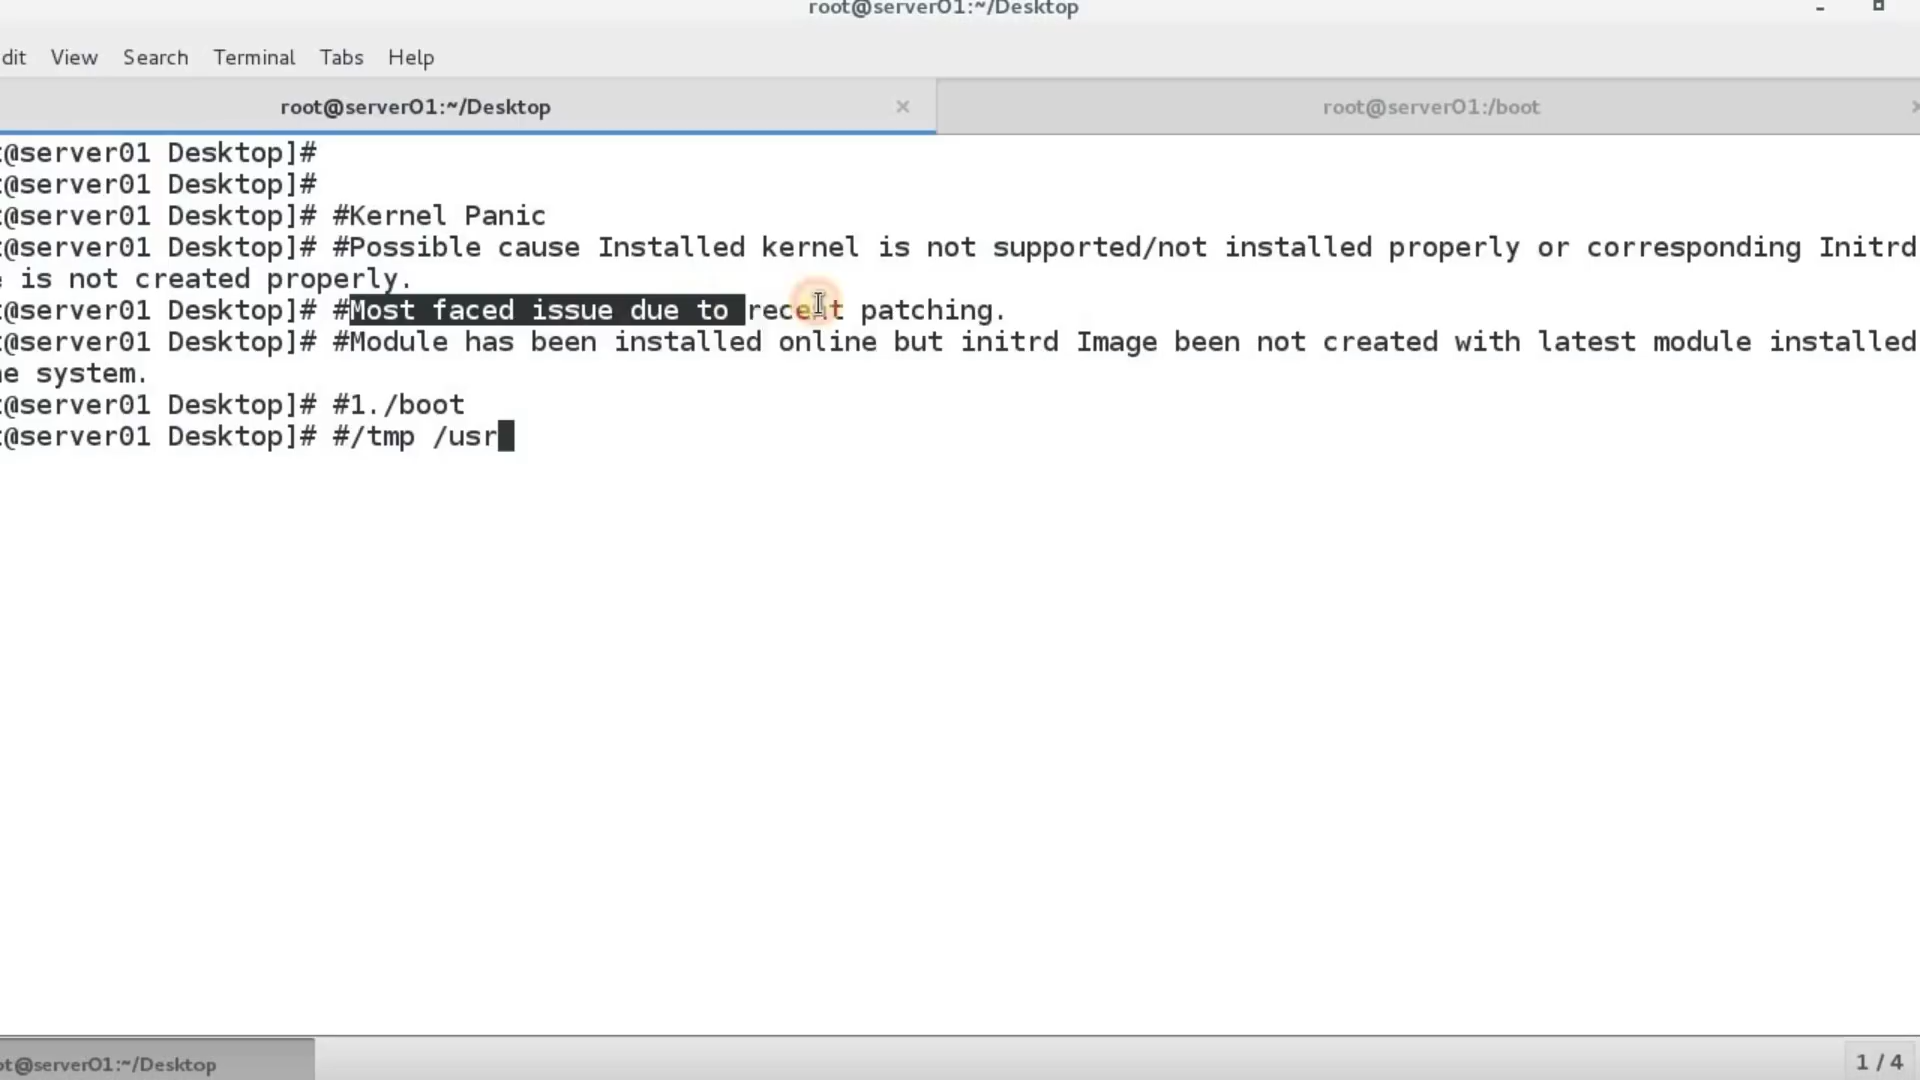 root@server01:~/Desktop
dit View Search Terminal Tabs Help
root@server01:~/Desktop × root@server01:/boot ×
t@server01 Desktop]#
t@server01 Desktop]#
t@server01 Desktop]# #Kernel Panic
t@server01 Desktop]# #Possible cause Installed kernel is not supported/not installed properly or corresponding Initrd
e is not created properly.
t@server01 Desktop]# #Most faced issue due to recent patching.
t@server01 Desktop]# #Module has been installed online but initrd Image been not created with latest module installed
he system.
t@server01 Desktop]# #1./boot
t@server01 Desktop]# #/tmp /usr
ot@server01:~/Desktop 1 / 4